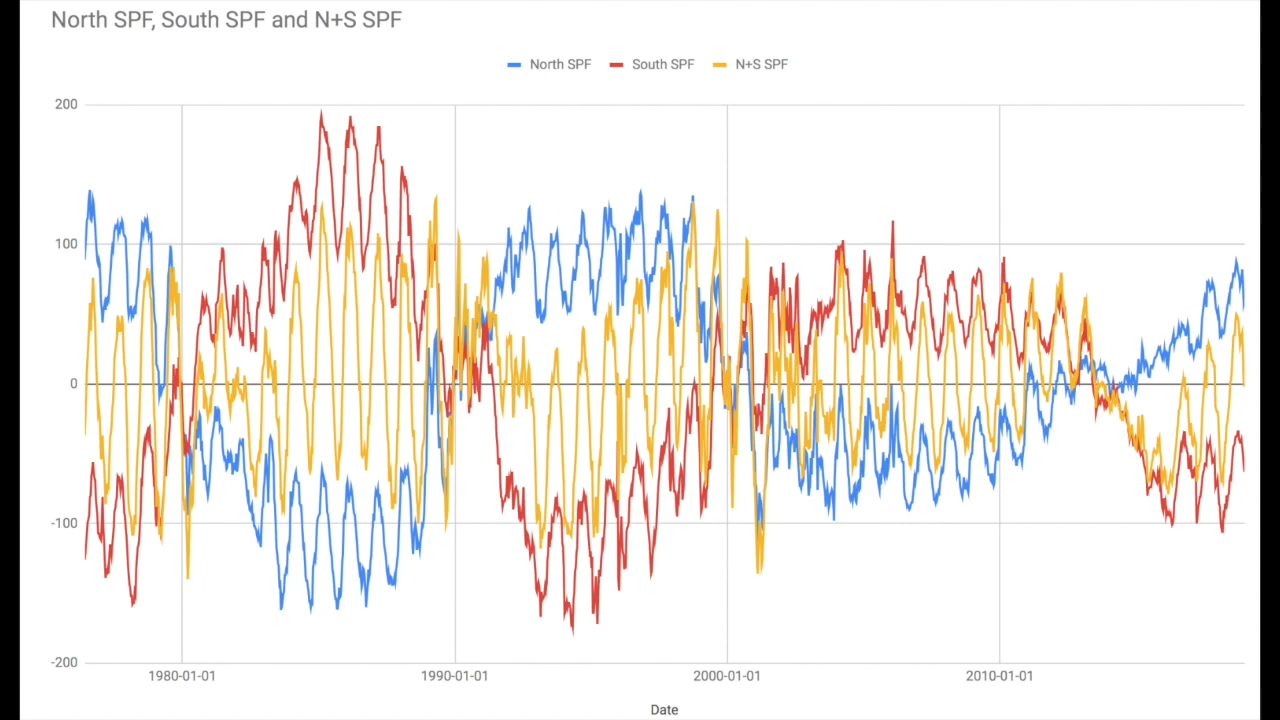 North SPF, South SPF and N+S SPF
North SPF South SPF N+S SPF
200
100
0
-100
-200
1980-01-01 1990-01-01 2000-01-01 2010-01-01
Date